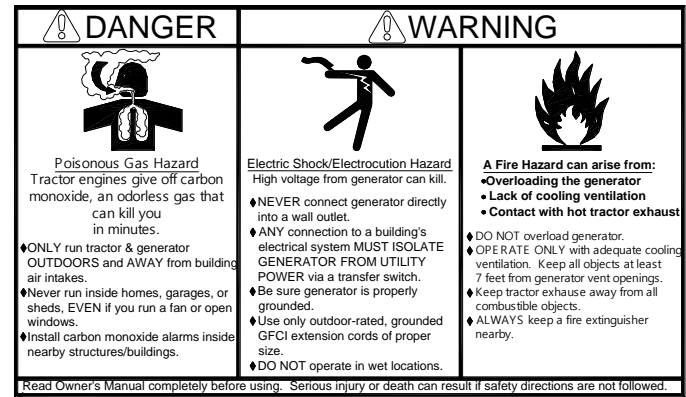 DANGER
WARNING
Poisonous Gas Hazard
Tractor engines give off carbon
monoxide, an odorless gas that
can kill you
in minutes.
♦ONLY run tractor & generator
OUTDOORS and AWAY from building
air intakes.
♦Never run inside homes, garages, or
sheds, EVEN if you run a fan or open
windows.
♦Install carbon monoxide alarms inside
nearby structures/buildings.
Electric Shock/Electrocution Hazard
High voltage from generator can kill.
♦NEVER connect generator directly
into a wall outlet.
♦ANY connection to a building's
electrical system MUST ISOLATE
GENERATOR FROM UTILITY
POWER via a transfer switch.
♦Be sure generator is properly
grounded.
♦Use only outdoor-rated, grounded
GFCI extension cords of proper
size.
♦DO NOT operate in wet locations.
A Fire Hazard can arise from:
•Overloading the generator
• Lack of cooling ventilation
• Contact with hot tractor exhaust
♦DO NOT overload generator.
♦OPERATE ONLY with adequate cooling
ventilation. Keep all objects at least
7 feet from generator vent openings.
♦Keep tractor exhause away from all
combustible objects.
♦ALWAYS keep a fire extinguisher
nearby.
Read Owner's Manual completely before using. Serious injury or death can result if safety directions are not followed.